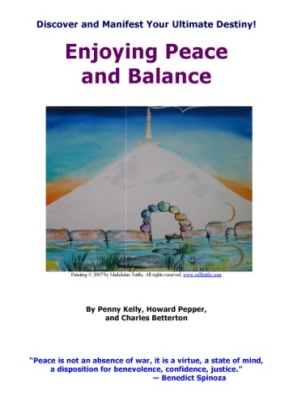 Discover and Manifest Your Ultimate Destiny!
Enjoying Peace
and Balance
Painting © 2007 by Madeleine Tuttle. All rights reserved. www.willtuttle.com
By Penny Kelly, Howard Pepper,
and Charles Betterton
“Peace is not an absence of war, it is a virtue, a state of mind,
a disposition for benevolence, confidence, justice.”
— Benedict Spinoza